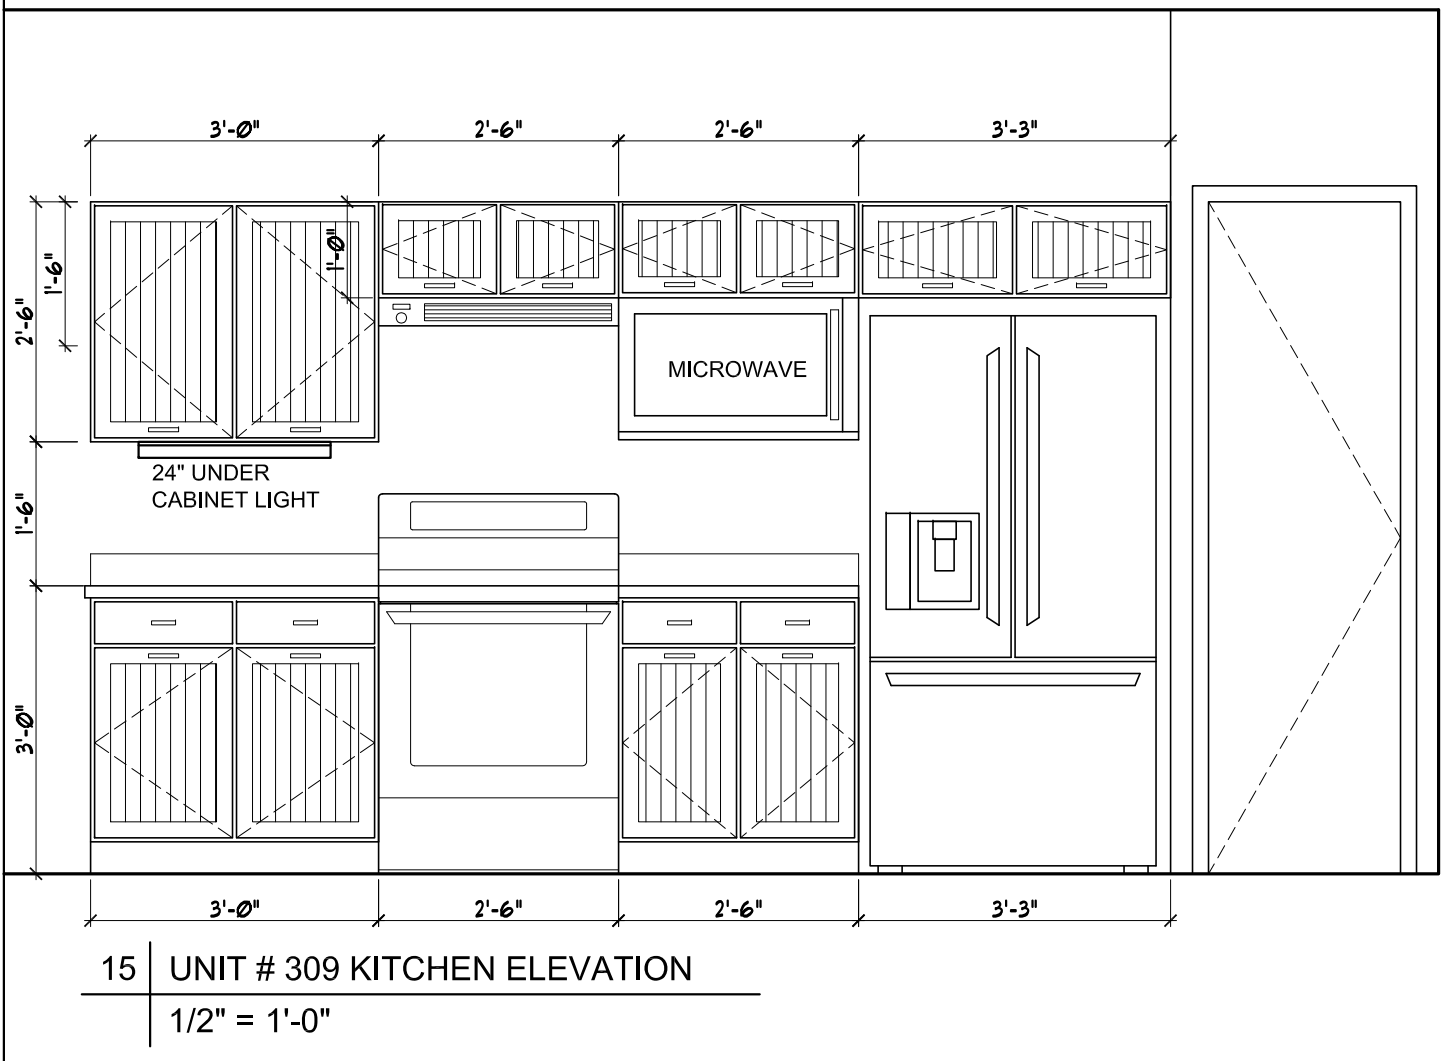 3'-0"
2'-6"
2'-6"
3'-3"
1'-6"
1'-0"
2'-6"
MICROWAVE
24" UNDER
CABINET LIGHT
1'-6"
3'-0"
3'-0"
2'-6"
2'-6"
3'-3"
15
UNIT # 309 KITCHEN ELEVATION
1/2" = 1'-0"